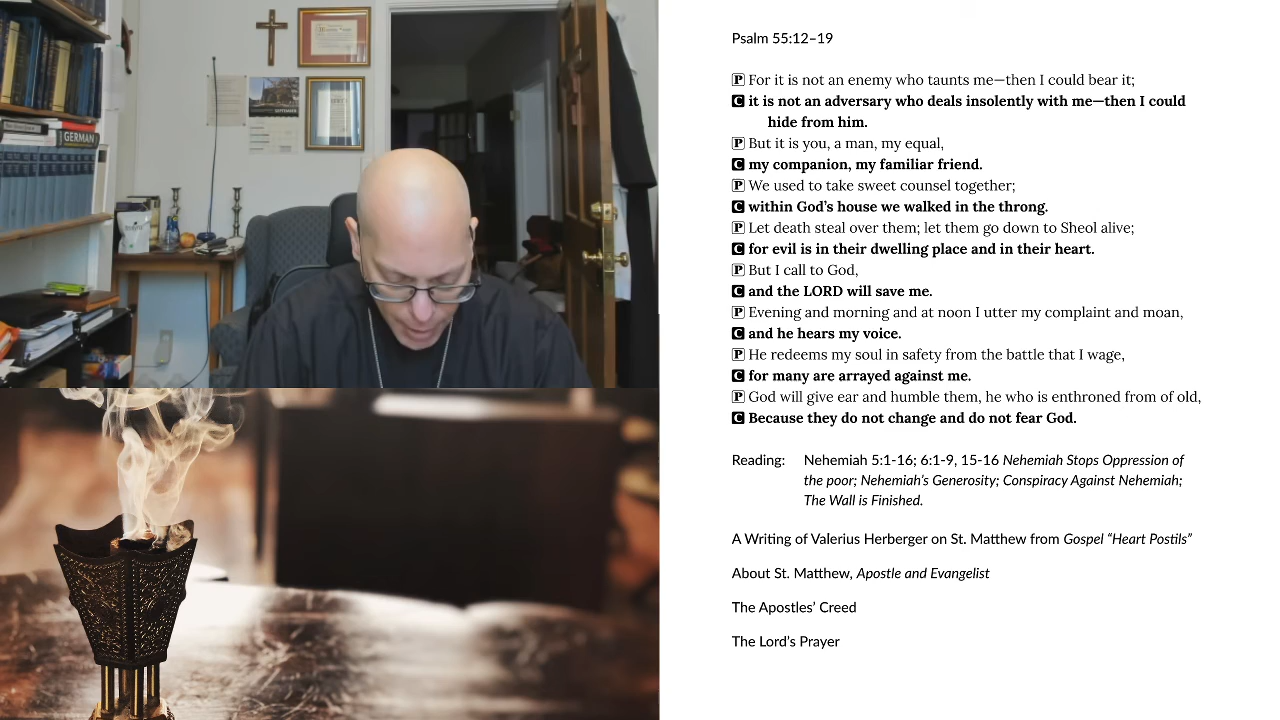 GERMAN
Psalm 55:12–19
P For it is not an enemy who taunts me—then I could bear it;
C it is not an adversary who deals insolently with me—then I could
hide from him.
P But it is you, a man, my equal,
C my companion, my familiar friend.
P We used to take sweet counsel together;
C within God’s house we walked in the throng.
P Let death steal over them; let them go down to Sheol alive;
C for evil is in their dwelling place and in their heart.
P But I call to God,
C and the LORD will save me.
P Evening and morning and at noon I utter my complaint and moan,
C and he hears my voice.
P He redeems my soul in safety from the battle that I wage,
C for many are arrayed against me.
P God will give ear and humble them, he who is enthroned from of old,
C Because they do not change and do not fear God.
Reading: Nehemiah 5:1-16; 6:1-9, 15-16 Nehemiah Stops Oppression of
the poor; Nehemiah’s Generosity; Conspiracy Against Nehemiah;
The Wall is Finished.
A Writing of Valerius Herberger on St. Matthew from Gospel “Heart Postils”
About St. Matthew, Apostle and Evangelist
The Apostles’ Creed
The Lord’s Prayer